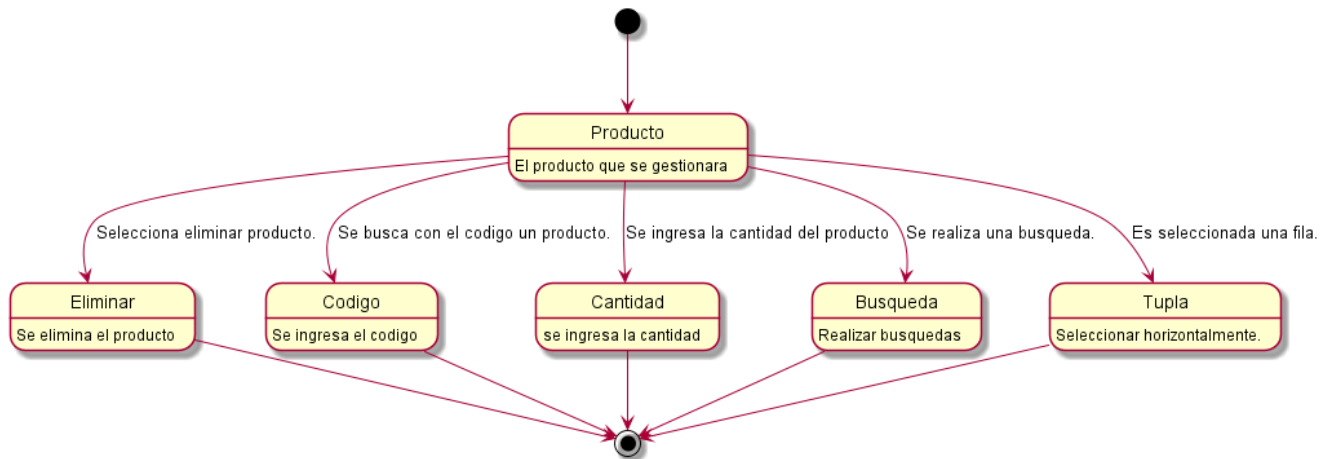 Producto
El producto que se gestionara
Selecciona eliminar producto.
Se busca con el codigo un producto.
Se ingresa la cantidad del producto
Se realiza una busqueda.
Es seleccionada una fila.
Eliminar
Se elimina el producto
Codigo
Se ingresa el codigo
Cantidad
se ingresa la cantidad
Busqueda
Realizar busquedas
Tupla
Seleccionar horizontalmente.